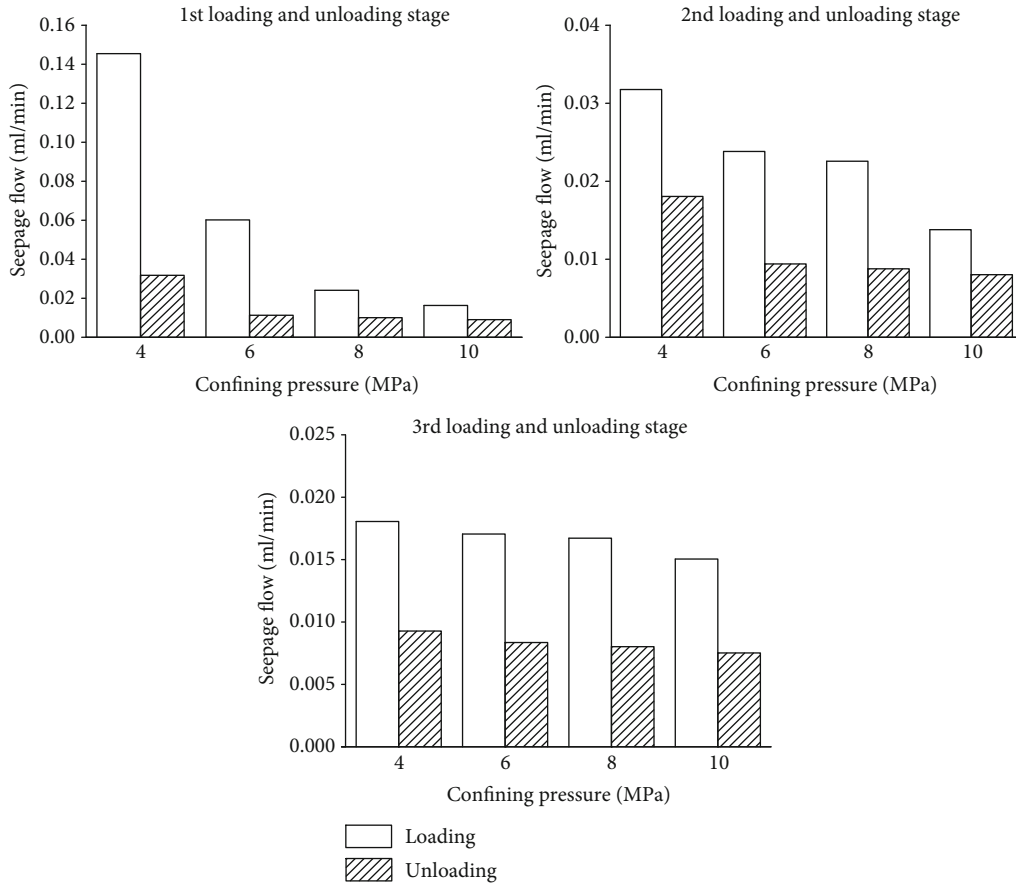 1st loading and unloading stage
0.16
0.14
0.12
0.10
0.08
0.06
0.04
0.02
0.00
Seepage flow (ml/min)
4 6 8 10
Confining pressure (MPa)
2nd loading and unloading stage
0.04
0.03
0.02
0.01
0.00
Seepage flow (ml/min)
4 6 8 10
Confining pressure (MPa)
3rd loading and unloading stage
0.025
0.020
0.015
0.010
0.005
0.000
Seepage flow (ml/min)
4 6 8 10
Confining pressure (MPa)
Loading
Unloading